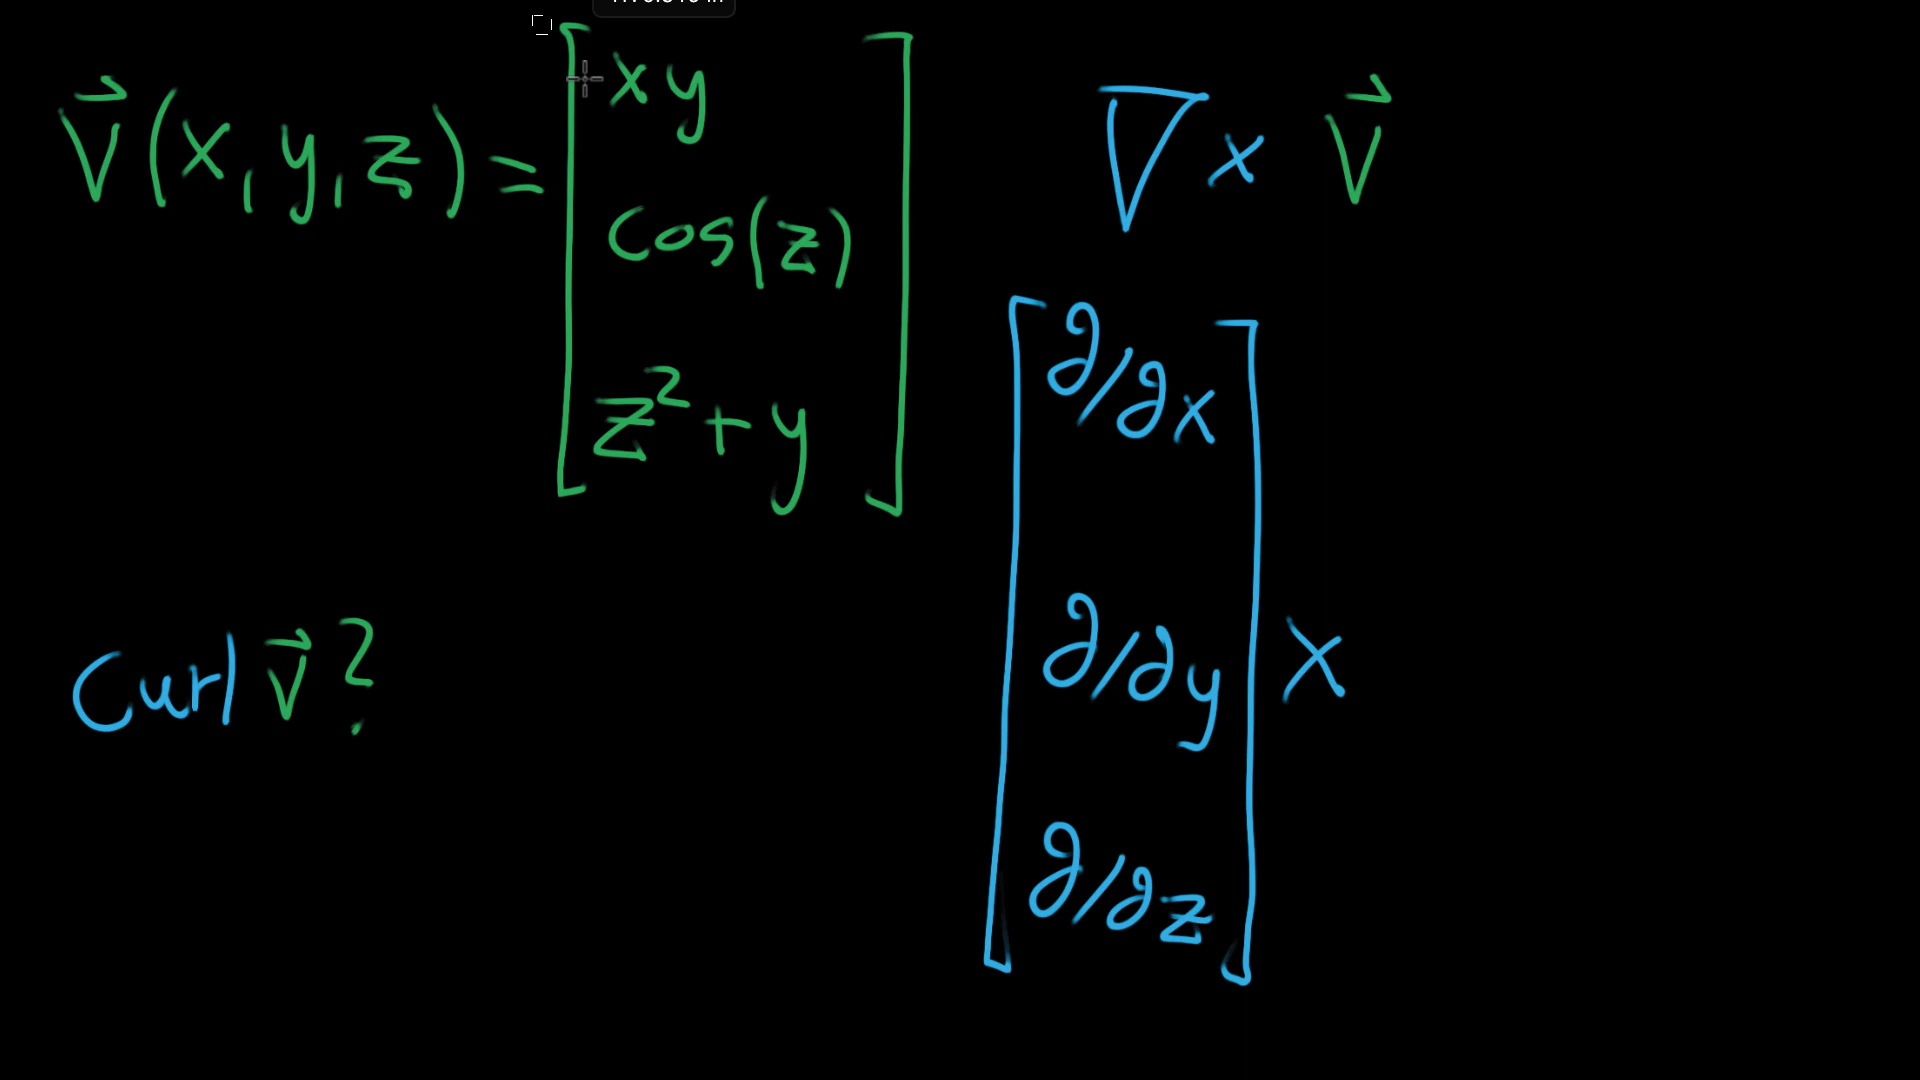 V⃗(x,y,z) = [xy
cos(z)
z²+y]
∇ x V⃗
[∂/∂x
∂/∂y
∂/∂z] x
Curl V⃗?